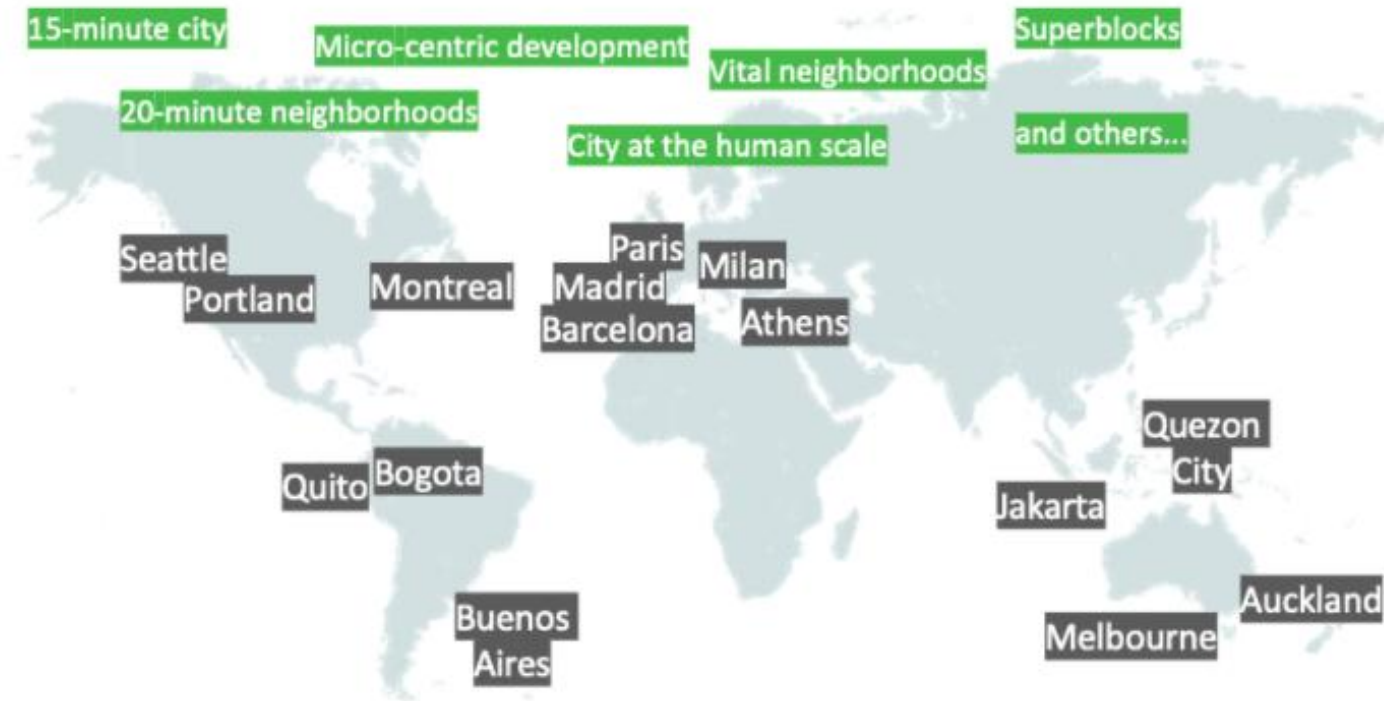 15-minute city
Micro-centric development
Superblocks
Vital neighborhoods
20-minute neighborhoods
City at the human scale
and others...
Seattle
Portland
Montreal
Paris
Madrid
Barcelona
Milan
Athens
Quito
Bogota
Buenos
Aires
Quezon
City
Jakarta
Auckland
Melbourne